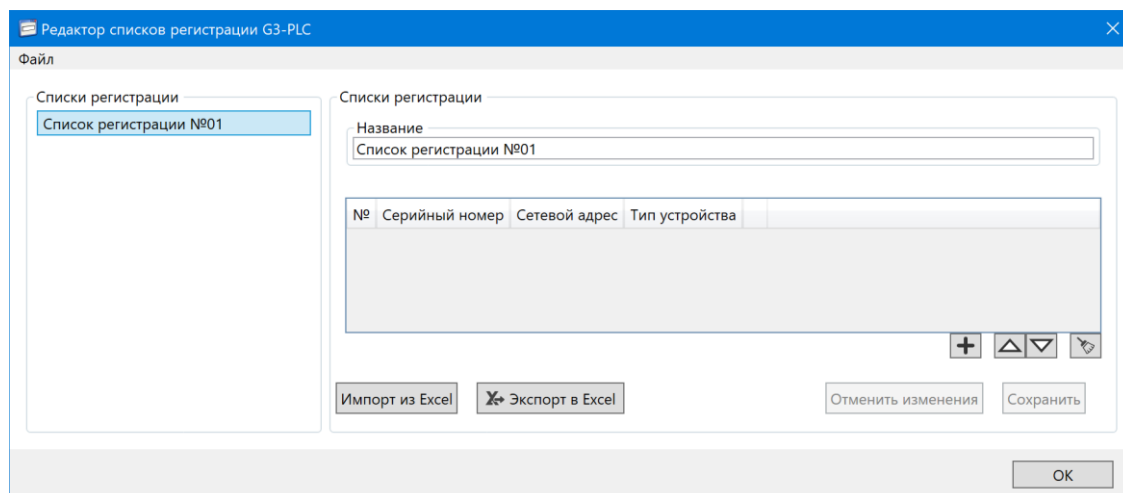 Редактор списков регистрации G3-PLC
Файл
Списки регистрации
Список регистрации №01
Списки регистрации
Название
Список регистрации №01
№ Серийный номер Сетевой адрес Тип устройства
Импорт из Excel Экспорт в Excel Отменить изменения Сохранить
OK